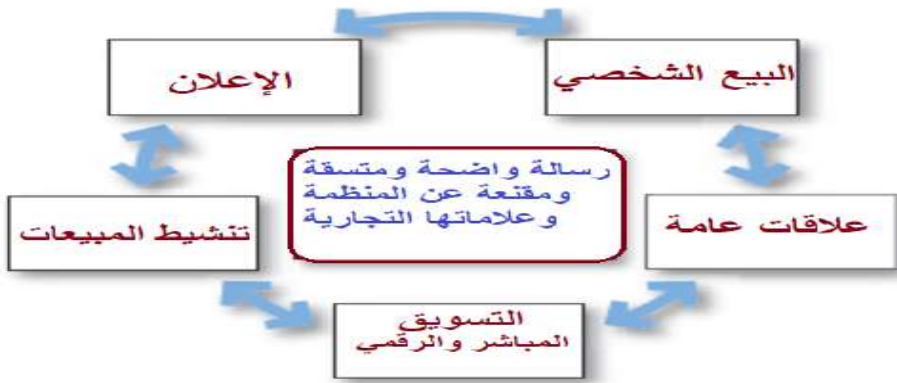 البيع الشخصي
الإعلان
رسالة واضحة ومتسقة
ومقنعة عن المنظمة
وعلاماتها التجارية
علاقات عامة
تنشيط المبيعات
التسويق
المباشر والرقمي